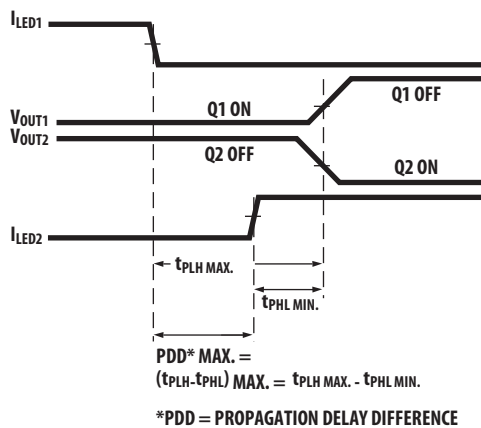 ILED1
VOUT1
Q1 ON
Q1 OFF
VOUT2
Q2 OFF
Q2 ON
ILED2
tPLH MAX.
tPHL MIN.
PDD* MAX. =
(tPLH-tPHL) MAX. = tPLH MAX. - tPHL MIN.
*PDD = PROPAGATION DELAY DIFFERENCE